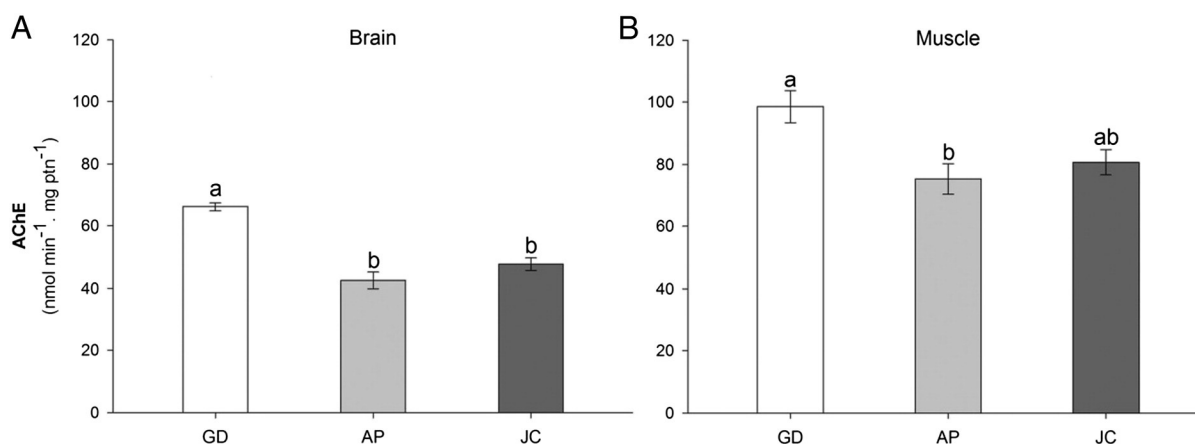 A
Brain
AChE
(nmol min⁻¹ . mg ptn⁻¹)
120
100
80
60
40
20
0
a
b
b
GD
AP
JC
B
Muscle
120
100
80
60
40
20
0
a
b
ab
GD
AP
JC